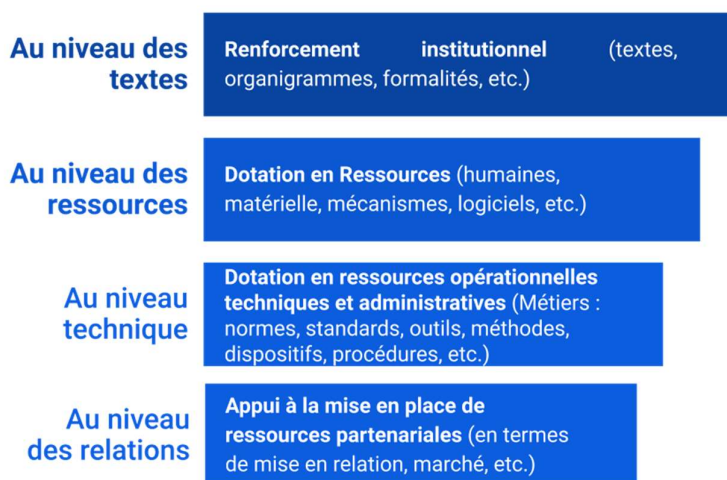 Au niveau des
textes
Renforcement institutionnel (textes,
organigrammes, formalités, etc.)
Au niveau des
ressources
Dotation en Ressources (humaines,
matérielle, mécanismes, logiciels, etc.)
Au niveau
technique
Dotation en ressources opérationnelles
techniques et administratives (Métiers :
normes, standards, outils, méthodes,
dispositifs, procédures, etc.)
Au niveau
des relations
Appui à la mise en place de
ressources partenariales (en termes
de mise en relation, marché, etc.)